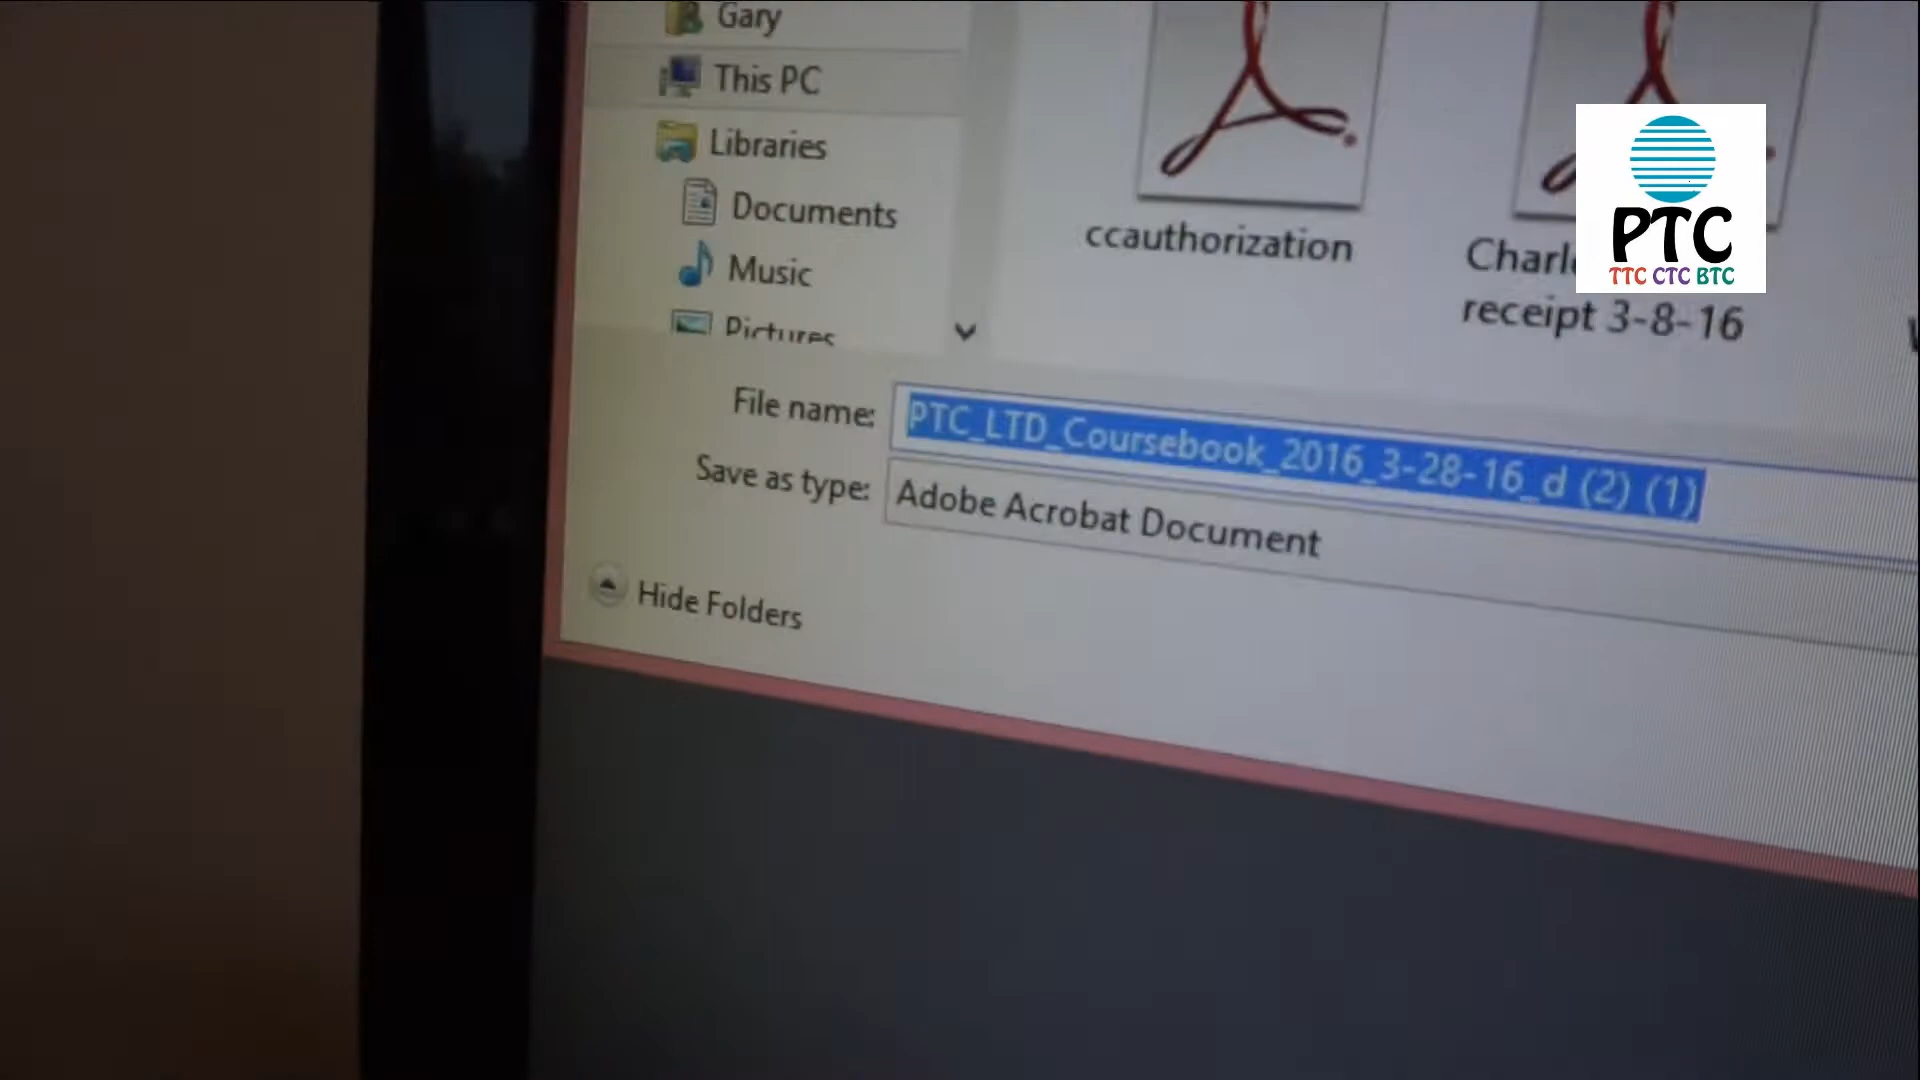 Gary
This PC
Libraries
Documents
Music
Pictures
ccauthorization
receipt 3-8-16
PTC
TTC CTC BTC
File name: PTC_LTD_Coursebook_2016_3-28-16_d (2) (1)
Save as type: Adobe Acrobat Document
Hide Folders